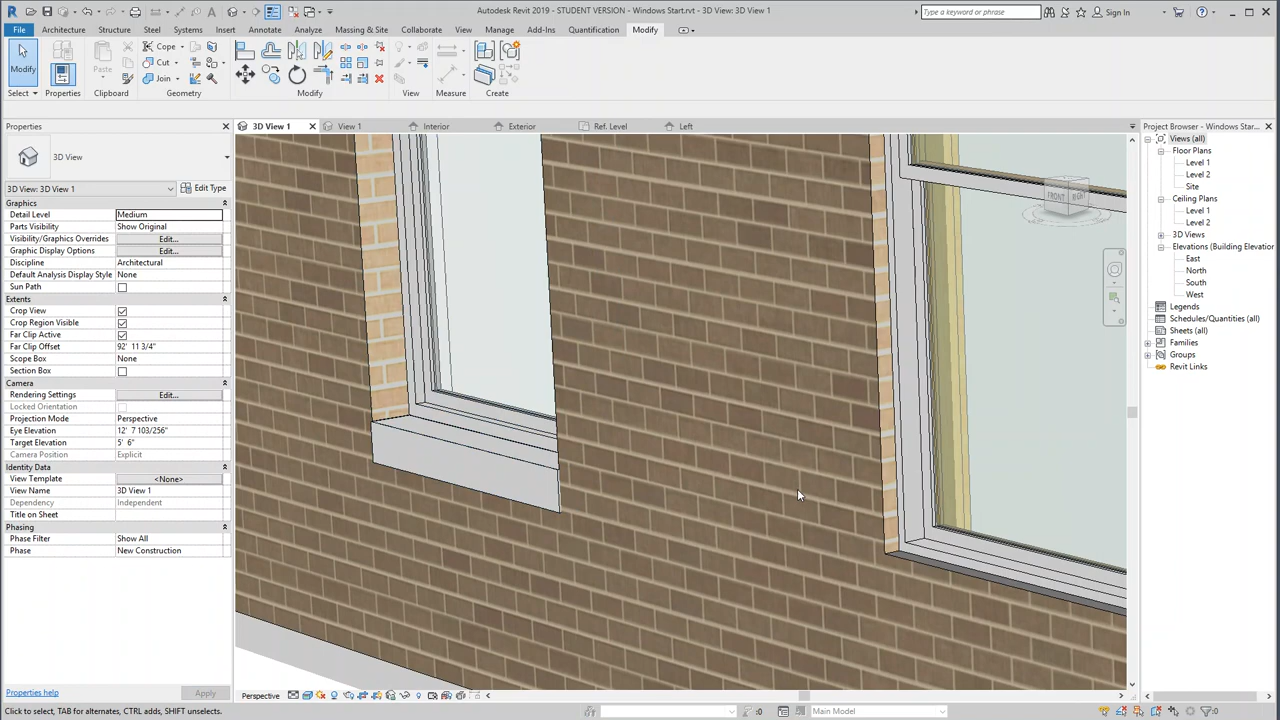 Autodesk Revit 2019 - STUDENT VERSION - Windows Start.rvt - 3D View: 3D View 1
Type a keyword or phrase
Sign In
File Architecture Structure Steel Systems Insert Annotate Analyze Massing & Site Collaborate View Manage Add-Ins Quantification Modify
Modify
Properties
Paste
Cope
Cut
Join
Select Properties Clipboard Geometry Modify View Measure Create
Properties
3D View 1 View 1 Interior Exterior Ref. Level Left
Project Browser - Windows Star...
3D View
3D View: 3D View 1 Edit Type
Graphics
Detail Level Medium
Parts Visibility Show Original
Visibility/Graphics Overrides Edit...
Graphic Display Options Edit...
Discipline Architectural
Default Analysis Display Style None
Sun Path
Extents
Crop View
Crop Region Visible
Far Clip Active
Far Clip Offset 92' 11 3/4"
Scope Box None
Section Box
Camera
Rendering Settings Edit...
Locked Orientation
Projection Mode Perspective
Eye Elevation 12' 7 103/256"
Target Elevation 5' 6"
Camera Position Explicit
Identity Data
View Template <None>
View Name 3D View 1
Dependency Independent
Title on Sheet
Phasing
Phase Filter Show All
Phase New Construction
Properties help Apply
FRONT RIGHT
Views (all)
Floor Plans
Level 1
Level 2
Site
Ceiling Plans
Level 1
Level 2
3D Views
Elevations (Building Elevation
East
North
South
West
Legends
Schedules/Quantities (all)
Sheets (all)
Families
Groups
Revit Links
Perspective
Click to select, TAB for alternates, CTRL adds, SHIFT unselects.
:0
Main Model
:0